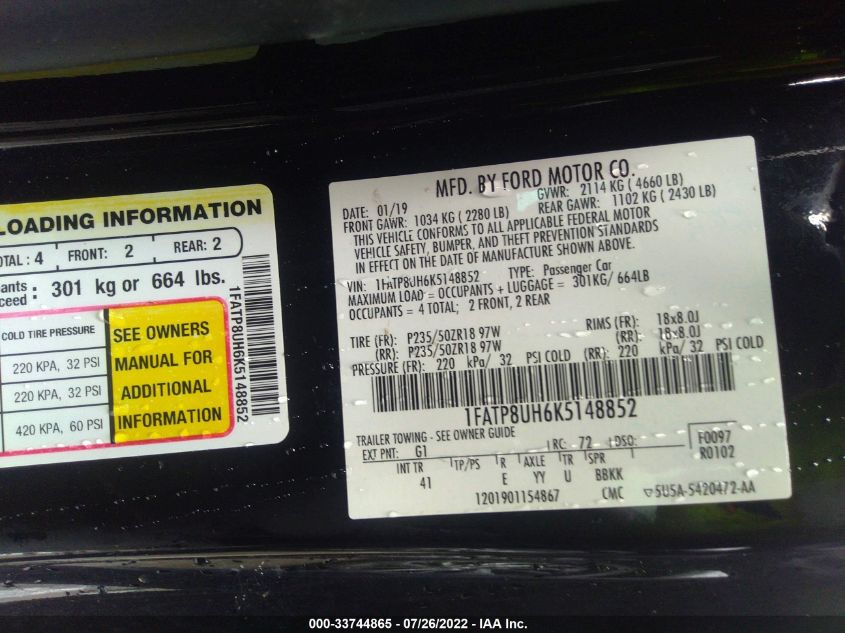 LOADING INFORMATION
OTAL : 4 FRONT: 2 REAR: 2
ants
ceed : 301 kg or 664 lbs.
COLD TIRE PRESSURE
220 KPA, 32 PSI
220 KPA, 32 PSI
420 KPA, 60 PSI
SEE OWNERS
MANUAL FOR
ADDITIONAL
INFORMATION
1FATP8UH6K5148852
MFD. BY FORD MOTOR CO.
DATE: 01/19 GVWR: 2114 KG ( 4660 LB)
FRONT GAWR: 1034 KG ( 2280 LB) REAR GAWR: 1102 KG ( 2430 LB)
THIS VEHICLE CONFORMS TO ALL APPLICABLE FEDERAL MOTOR
VEHICLE SAFETY, BUMPER, AND THEFT PREVENTION STANDARDS
IN EFFECT ON THE DATE OF MANUFACTURE SHOWN ABOVE.
VIN: 1FATP8UH6K5148852 TYPE: Passenger Car
MAXIMUM LOAD = OCCUPANTS + LUGGAGE = 301KG/ 664LB
OCCUPANTS = 4 TOTAL; 2 FRONT, 2 REAR
TIRE (FR): P235/50ZR18 97W RIMS (FR): 18x8.0J
(RR): P235/50ZR18 97W (RR): 18x8.0J
PRESSURE (FR): 220 kPa/ 32 PSI COLD (RR): 220 kPa/ 32 PSI COLD
1FATP8UH6K5148852
TRAILER TOWING - SEE OWNER GUIDE
EXT PNT: G1 RC: 72 DSO: F0097
R0102
INT TR TP/PS R AXLE TR SPR
41 E YY U BBKK
1201901154867 CMC 5U5A-5420472-AA
000-33744865 / 07/26/2022 - IAA Inc.